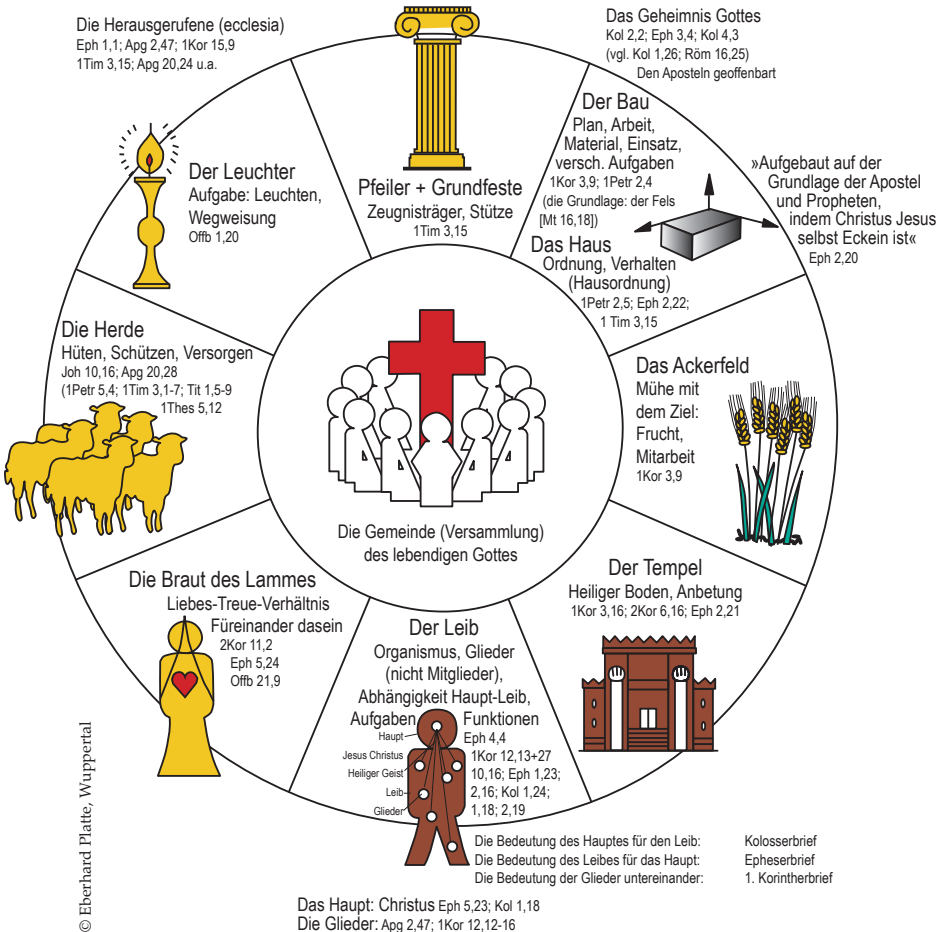 Die Herausgerufene (ecclesia)
Eph 1,1; Apg 2,47; 1Kor 15,9
1Tim 3,15; Apg 20,24 u.a.
Das Geheimnis Gottes
Kol 2,2; Eph 3,4; Kol 4,3
(vgl. Kol 1,26; Röm 16,25)
Den Aposteln geoffenbart
Der Leuchter
Aufgabe: Leuchten,
Wegweisung
Offb 1,20
Pfeiler + Grundfeste
Zeugnisträger, Stütze
1Tim 3,15
Der Bau
Plan, Arbeit,
Material, Einsatz,
versch. Aufgaben
1Kor 3,9; 1Petr 2,4
(die Grundlage: der Fels
[Mt 16,18])
Das Haus
Ordnung, Verhalten
(Hausordnung)
1Petr 2,5; Eph 2,22;
1 Tim 3,15
»Aufgebaut auf der
Grundlage der Apostel
und Propheten,
indem Christus Jesus
selbst Eckein ist«
Eph 2,20
Die Herde
Hüten, Schützen, Versorgen
Joh 10,16; Apg 20,28
(1Petr 5,4; 1Tim 3,1-7; Tit 1,5-9
1Thes 5,12
Das Ackerfeld
Mühe mit
dem Ziel:
Frucht,
Mitarbeit
1Kor 3,9
Die Gemeinde (Versammlung)
des lebendigen Gottes
Die Braut des Lammes
Liebes-Treue-Verhältnis
Füreinander dasein
2Kor 11,2
Eph 5,24
Offb 21,9
Der Leib
Organismus, Glieder
(nicht Mitglieder),
Abhängigkeit Haupt-Leib,
Aufgaben Funktionen
Eph 4,4
1Kor 12,13+27
10,16; Eph 1,23;
2,16; Kol 1,24;
1,18; 2,19
Haupt
Jesus Christus
Heiliger Geist
Leib
Glieder
Der Tempel
Heiliger Boden, Anbetung
1Kor 3,16; 2Kor 6,16; Eph 2,21
Die Bedeutung des Hauptes für den Leib: Kolosserbrief
Die Bedeutung des Leibes für das Haupt: Epheserbrief
Die Bedeutung der Glieder untereinander: 1. Korintherbrief
Das Haupt: Christus Eph 5,23; Kol 1,18
Die Glieder: Apg 2,47; 1Kor 12,12-16
© Eberhard Platte, Wuppertal